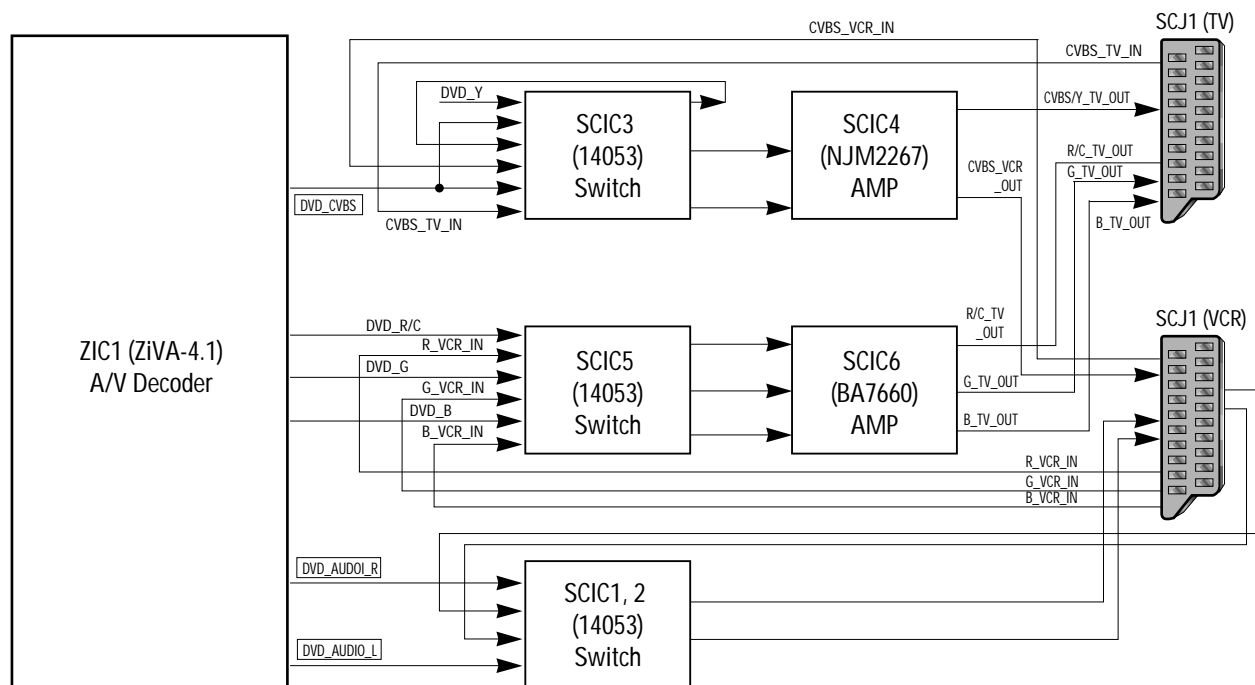 CVBS_VCR_IN
SCJ1 (TV)
CVBS_TV_IN
DVD_Y
SCIC3
(14053)
Switch
SCIC4
(NJM2267)
AMP
CVBS/Y_TV_OUT
CVBS_VCR
_OUT
R/C_TV_OUT
G_TV_OUT
B_TV_OUT
DVD_CVBS
CVBS_TV_IN
ZIC1 (ZiVA-4.1)
A/V Decoder
DVD_R/C
R_VCR_IN
DVD_G
G_VCR_IN
DVD_B
B_VCR_IN
SCIC5
(14053)
Switch
SCIC6
(BA7660)
AMP
R/C_TV
_OUT
G_TV_OUT
B_TV_OUT
SCJ1 (VCR)
R_VCR_IN
G_VCR_IN
B_VCR_IN
DVD_AUDOI_R
DVD_AUDIO_L
SCIC1, 2
(14053)
Switch